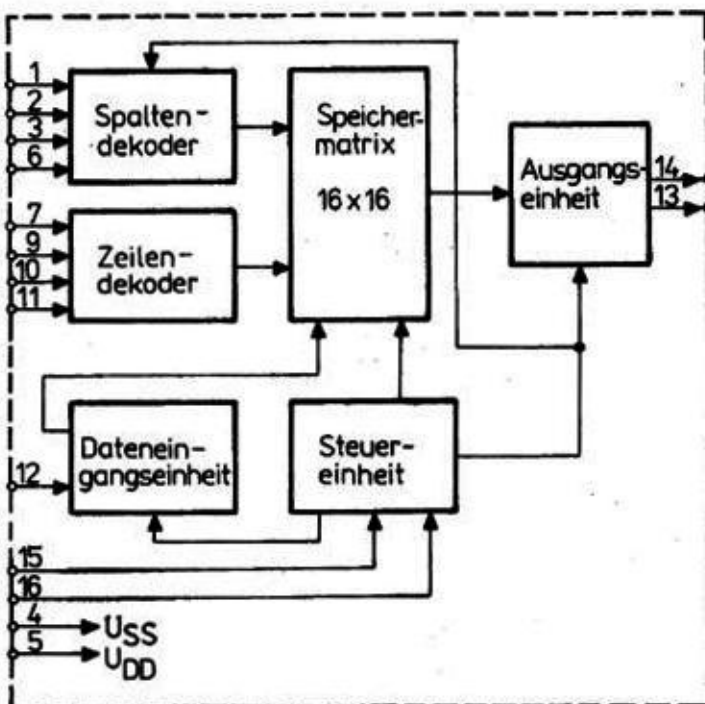 1
2
3
6
Spalten-
dekoder
7
9
10
11
Zeilen-
dekoder
Speicher-
matrix
16 x 16
Ausgangs-
einheit
14
13
12
Datenein-
gangseinheit
Steuer-
einheit
15
16
4
USS
5
UDD